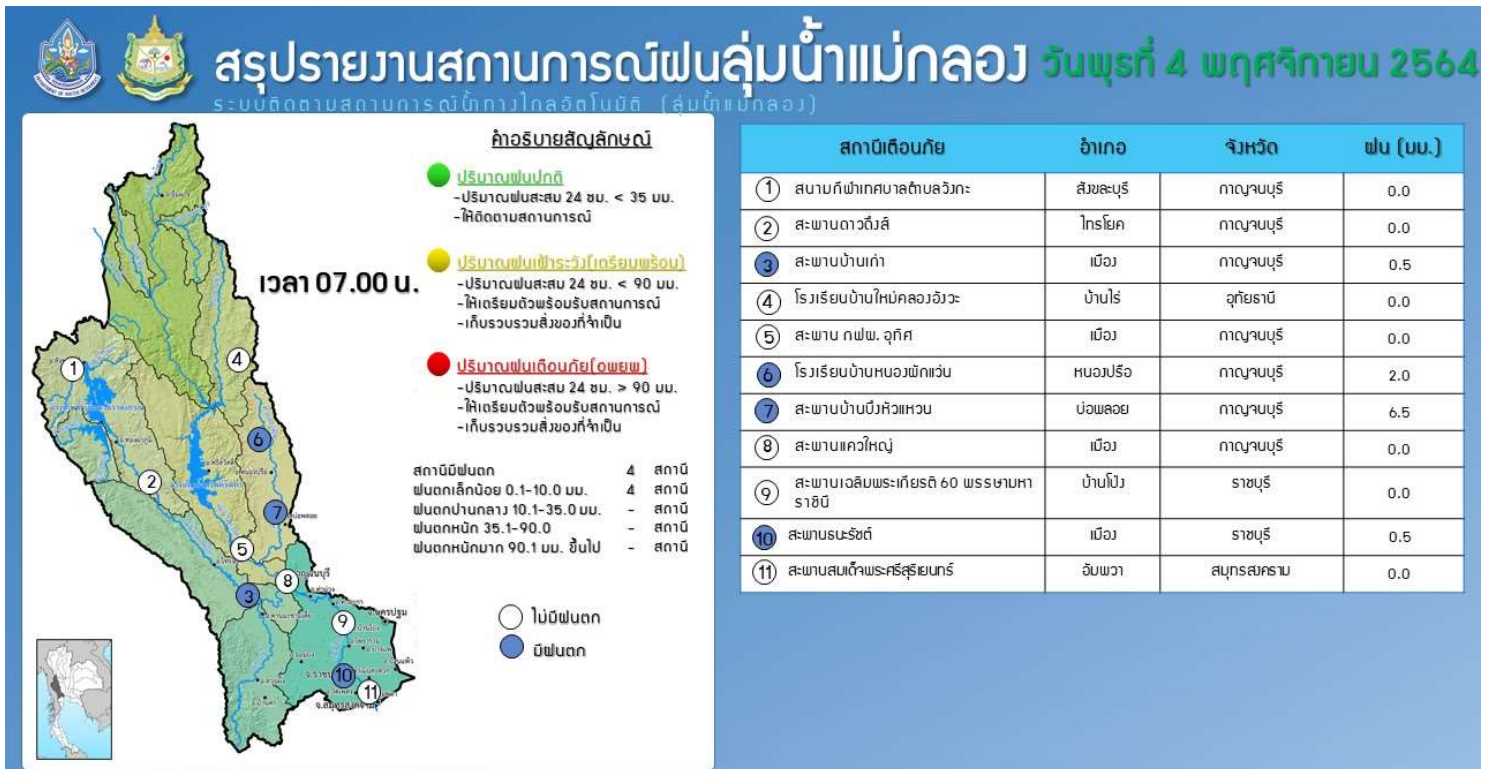 สรุปรายงานสถานการณ์ฝนลุ่มน้ำแม่กลอง วันพุธที่ 4 พฤศจิกายน 2564
ระบบติดตามสถานการณ์น้ำทางไกลอัตโนมัติ (ลุ่มน้ำแม่กลอง)
คำอธิบายสัญลักษณ์
ปริมาณฝนปกติ
-ปริมาณฝนสะสม 24 ชม. < 35 มม.
-ให้ติดตามสถานการณ์
เวลา 07.00 น.
ปริมาณฝนเฝ้าระวัง(เตรียมพร้อม)
-ปริมาณฝนสะสม 24 ชม. < 90 มม.
-ให้เตรียมตัวพร้อมรับสถานการณ์
-เก็บรวบรวมสิ่งของที่จำเป็น
ปริมาณฝนเตือนภัย(อพยพ)
-ปริมาณฝนสะสม 24 ชม. > 90 มม.
-ให้เตรียมตัวพร้อมรับสถานการณ์
-เก็บรวบรวมสิ่งของที่จำเป็น
สถานีมีฝนตก 4 สถานี
ฝนตกเล็กน้อย 0.1-10.0 มม. 4 สถานี
ฝนตกปานกลาง 10.1-35.0 มม. - สถานี
ฝนตกหนัก 35.1-90.0 - สถานี
ฝนตกหนักมาก 90.1 มม. ขึ้นไป - สถานี
ไม่มีฝนตก
มีฝนตก
1
4
6
2
7
5
8
3
9
10
11
สถานีเตือนภัย อำเภอ จังหวัด ฝน (มม.)
1 สนามกีฬาเทศบาลตำบลวังกะ สังขละบุรี กาญจนบุรี 0.0
2 สะพานดาวดึงส์ ไทรโยค กาญจนบุรี 0.0
3 สะพานบ้านเก่า เมือง กาญจนบุรี 0.5
4 โรงเรียนบ้านใหม่คลองอังวะ บ้านไร่ อุทัยธานี 0.0
5 สะพาน กฟผ. อุทิศ เมือง กาญจนบุรี 0.0
6 โรงเรียนบ้านหนองผักแว่น หนองปรือ กาญจนบุรี 2.0
7 สะพานบ้านบึงหัวแหวน บ่อพลอย กาญจนบุรี 6.5
8 สะพานแควใหญ่ เมือง กาญจนบุรี 0.0
9 สะพานเฉลิมพระเกียรติ 60 พรรษามหา
ราชินี บ้านโป่ง ราชบุรี 0.0
10 สะพานธนะรัชต์ เมือง ราชบุรี 0.5
11 สะพานสมเด็จพระศรีสุริเยนทร์ อัมพวา สมุทรสงคราม 0.0